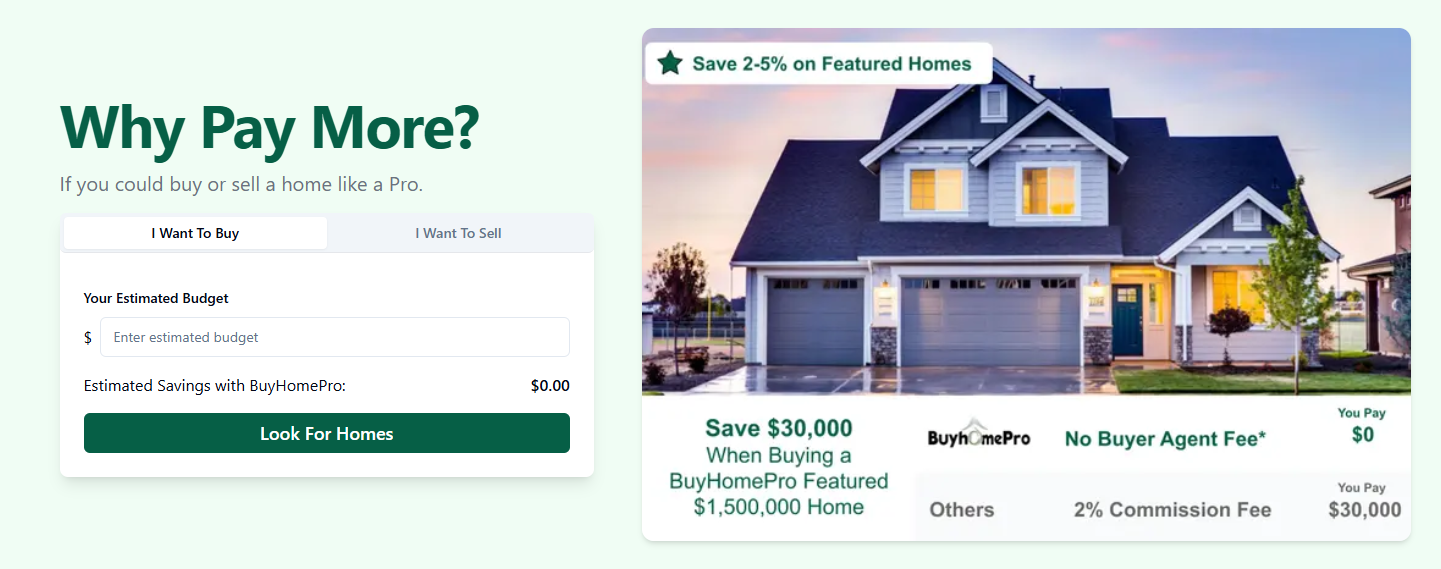 Why Pay More?
If you could buy or sell a home like a Pro.
I Want To Buy
I Want To Sell
Your Estimated Budget
$
Enter estimated budget
Estimated Savings with BuyHomePro:
$0.00
Look For Homes
Save 2-5% on Featured Homes
Save $30,000
When Buying a
BuyHomePro Featured
$1,500,000 Home
BuyhomePro
No Buyer Agent Fee*
You Pay
$0
Others
2% Commission Fee
You Pay
$30,000